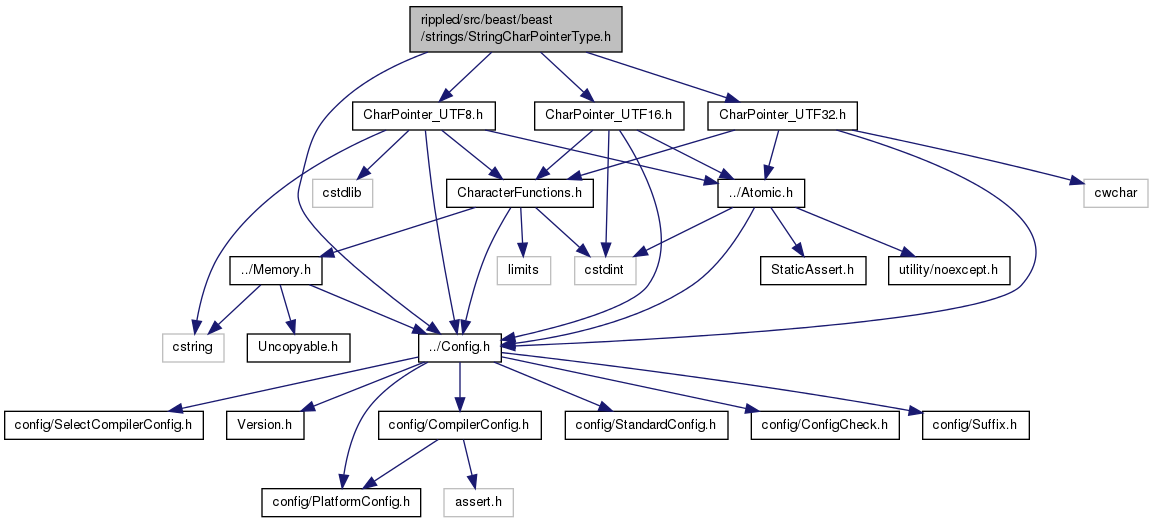 rippled/src/beast/beast
/strings/StringCharPointerType.h
CharPointer_UTF8.h
CharPointer_UTF16.h
CharPointer_UTF32.h
cstdlib
CharacterFunctions.h
../Atomic.h
cwchar
../Memory.h
limits
cstdint
StaticAssert.h
utility/noexcept.h
cstring
Uncopyable.h
../Config.h
config/SelectCompilerConfig.h
Version.h
config/CompilerConfig.h
config/StandardConfig.h
config/ConfigCheck.h
config/Suffix.h
config/PlatformConfig.h
assert.h